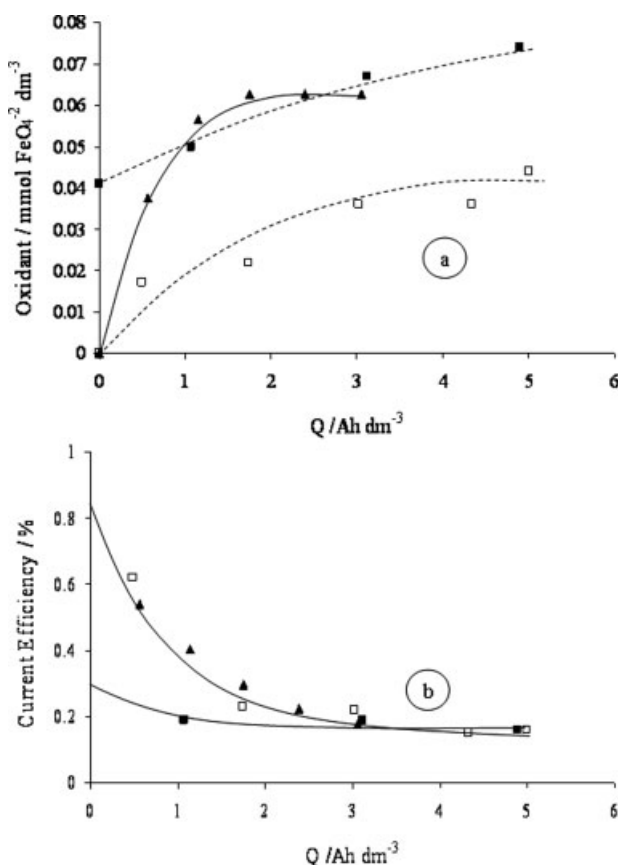 Oxidant / mmol FeO₄⁻² dm⁻³
0.08
0.07
0.06
0.05
0.04
0.03
0.02
0.01
0
a
0 1 2 3 4 5 6
Q /Ah dm⁻³
Current Efficiency / %
1
0.8
0.6
0.4
0.2
0
b
0 1 2 3 4 5 6
Q /Ah dm⁻³